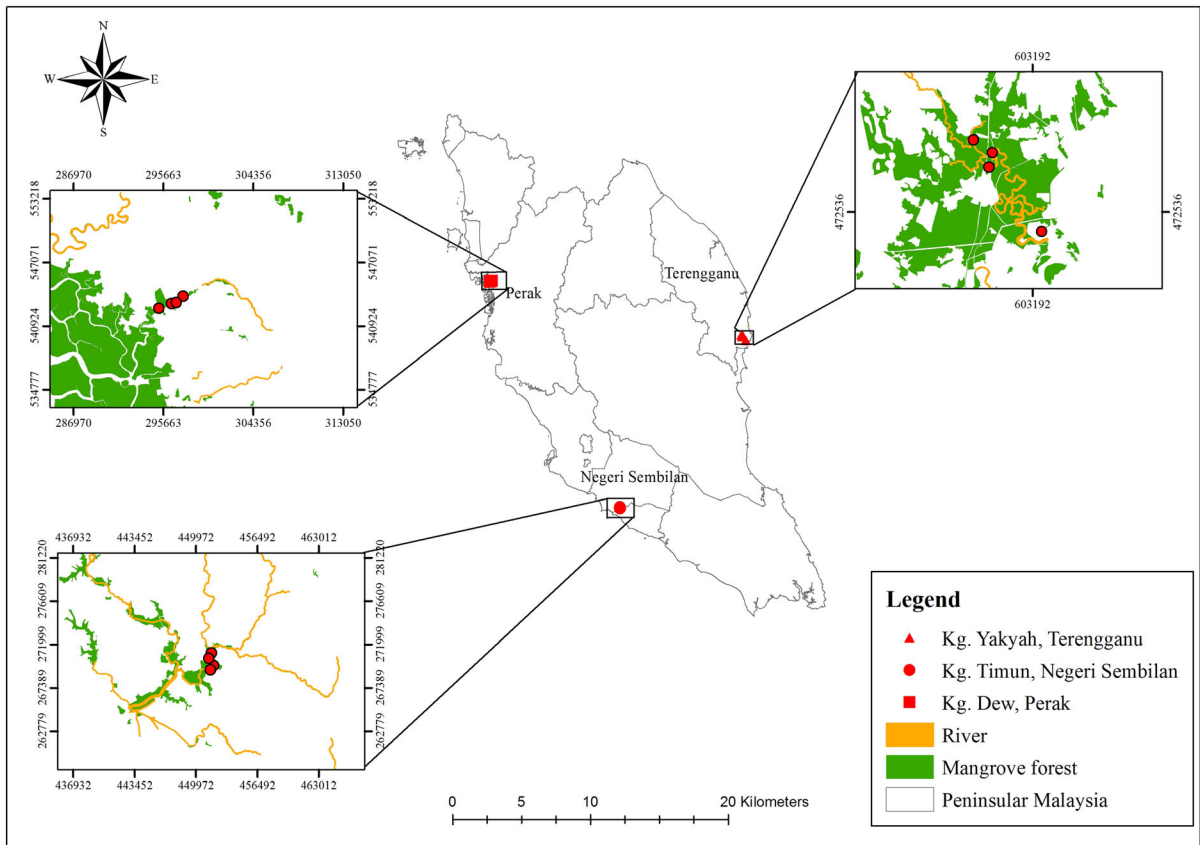 N
W
E
S
603192
472536
472536
603192
286970 295663 304356 313050
553218
547071
540924
534777
553218
547071
540924
534777
286970 295663 304356 313050
Terengganu
Perak
Negeri Sembilan
436932 443452 449972 456492 463012
281220
276609
271999
267389
262779
281220
276609
271999
267389
262779
436932 443452 449972 456492 463012
Legend
Kg. Yakyah, Terengganu
Kg. Timun, Negeri Sembilan
Kg. Dew, Perak
River
Mangrove forest
Peninsular Malaysia
0 5 10 20 Kilometers